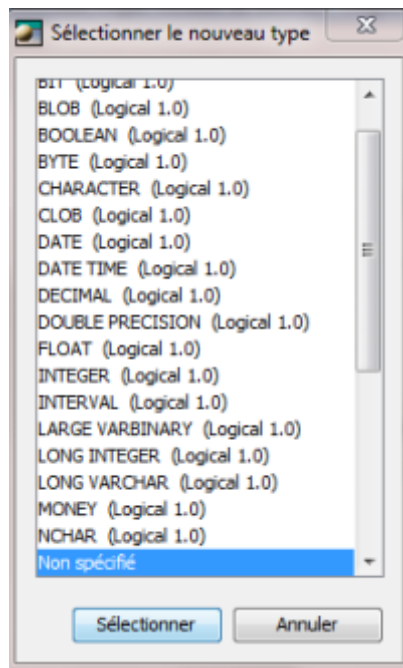 Sélectionner le nouveau type
BIT (Logical 1.0)
BLOB (Logical 1.0)
BOOLEAN (Logical 1.0)
BYTE (Logical 1.0)
CHARACTER (Logical 1.0)
CLOB (Logical 1.0)
DATE (Logical 1.0)
DATE TIME (Logical 1.0)
DECIMAL (Logical 1.0)
DOUBLE PRECISION (Logical 1.0)
FLOAT (Logical 1.0)
INTEGER (Logical 1.0)
INTERVAL (Logical 1.0)
LARGE VARBINARY (Logical 1.0)
LONG INTEGER (Logical 1.0)
LONG VARCHAR (Logical 1.0)
MONEY (Logical 1.0)
NCHAR (Logical 1.0)
Non spécifié
Sélectionner Annuler